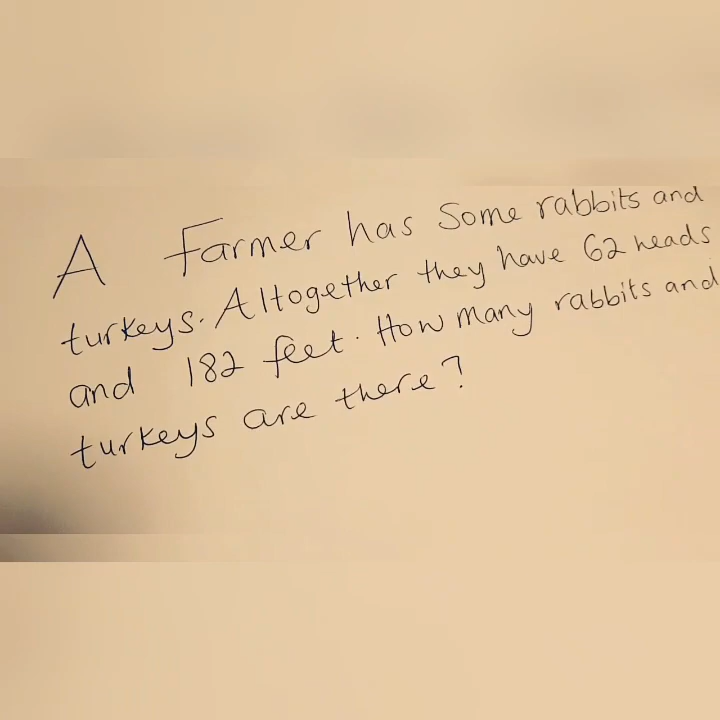 A Farmer has Some rabbits and
turkeys. Altogether they have 62 heads
and 182 feet. How many rabbits and
turkeys are there?